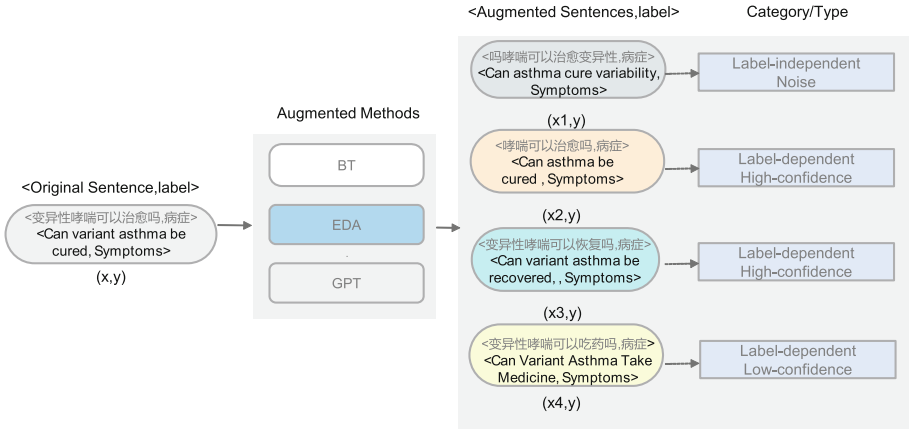 <Augmented Sentences,label>
Category/Type
<吗哮喘可以治愈变异性,病症>
<Can asthma cure variability,
Symptoms>
(x1,y)
Label-independent
Noise
Augmented Methods
BT
EDA
.
GPT
<Original Sentence,label>
<变异性哮喘可以治愈吗,病症>
<Can variant asthma be
cured, Symptoms>
(x,y)
<哮喘可以治愈吗,病症>
<Can asthma be
cured , Symptoms>
(x2,y)
Label-dependent
High-confidence
<变异性哮喘可以恢复吗,病症>
<Can variant asthma be
recovered, , Symptoms>
(x3,y)
Label-dependent
High-confidence
<变异性哮喘可以吃药吗,病症>
<Can Variant Asthma Take
Medicine, Symptoms>
(x4,y)
Label-dependent
Low-confidence